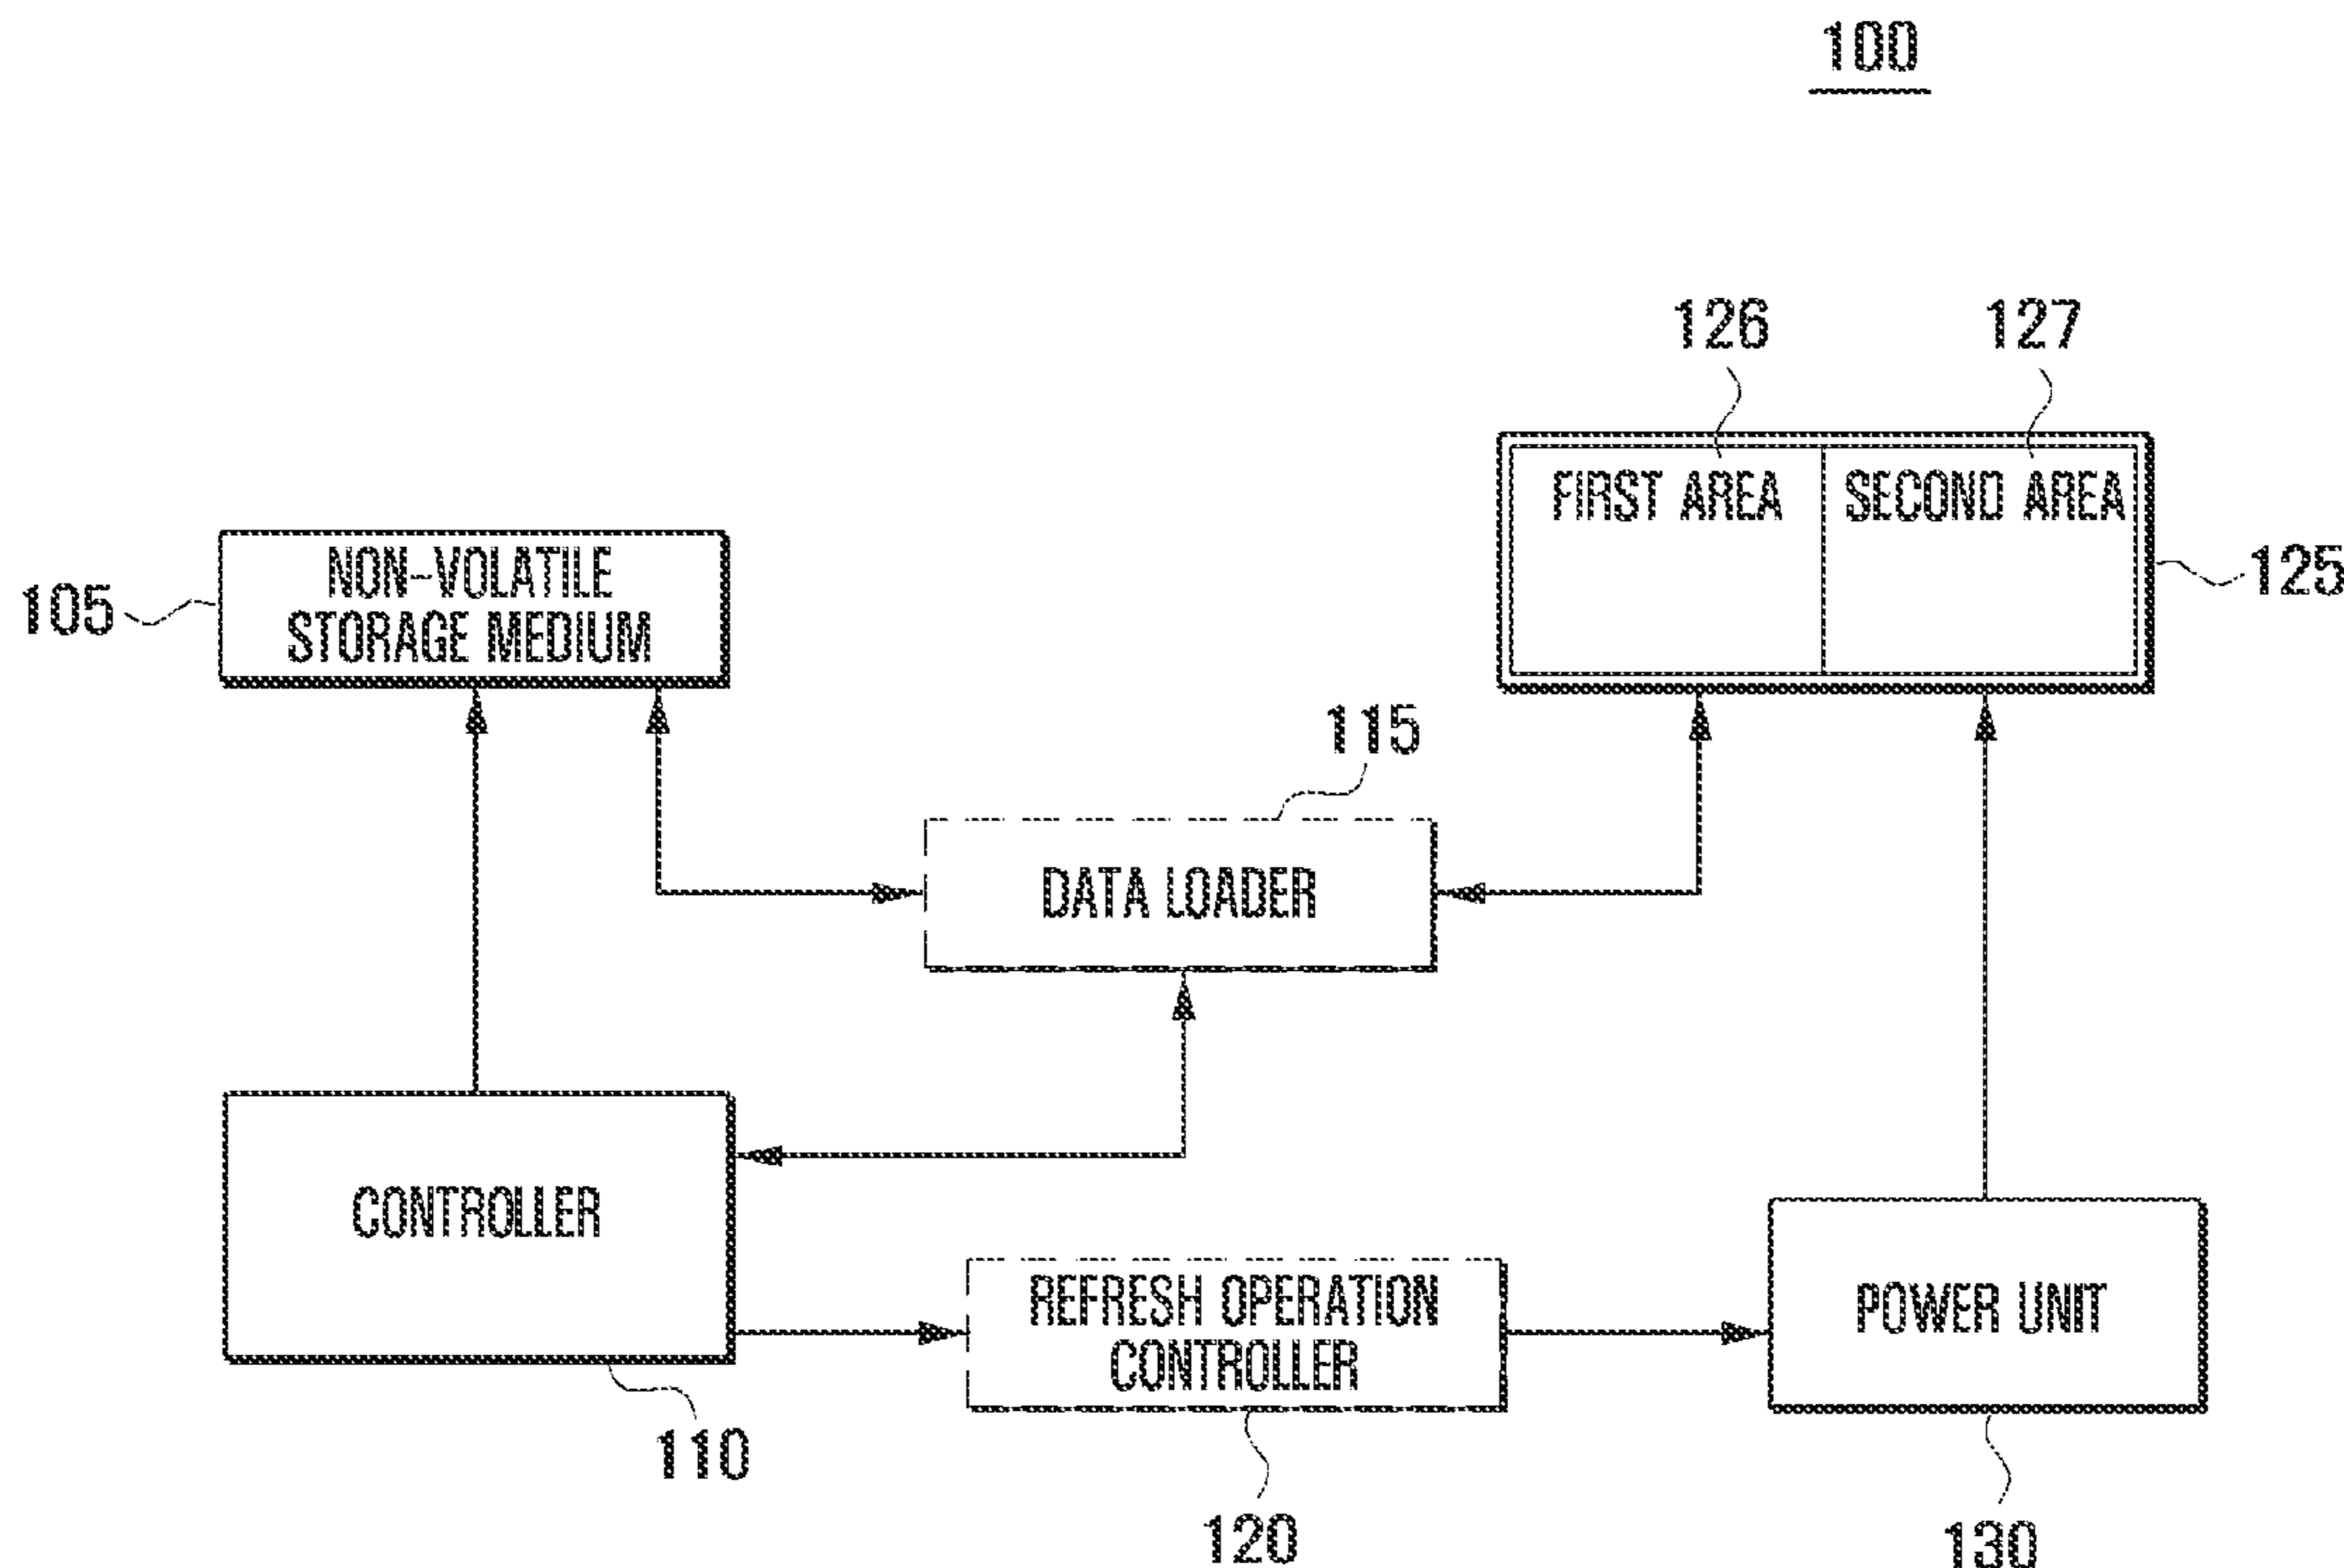 100
126
127
FIRST AREA
SECOND AREA
125
NON-VOLATILE
STORAGE MEDIUM
105
115
DATA LOADER
CONTROLLER
REFRESH OPERATION
CONTROLLER
POWER UNIT
110
120
130